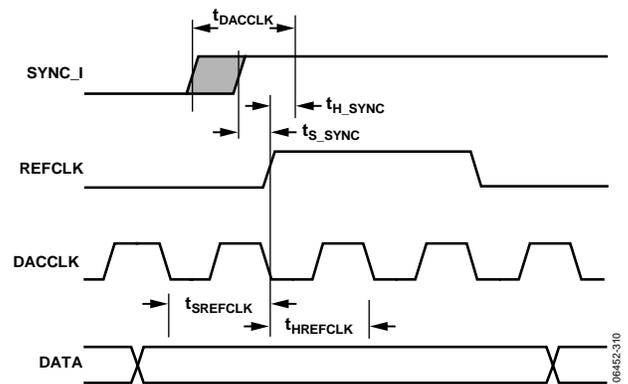 tDACCLK
SYNC_I
tH_SYNC
tS_SYNC
REFCLK
DACCLK
tSREFCLK
tHREFCLK
DATA
06452-310